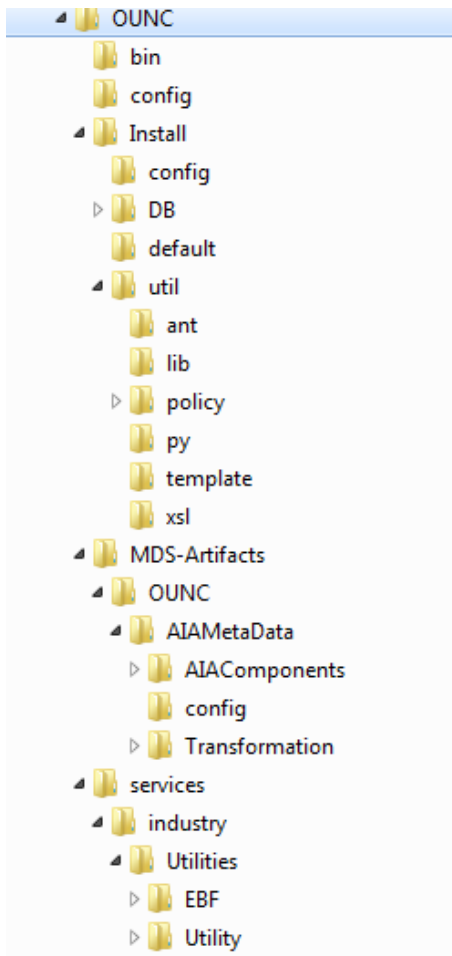 OUNC
bin
config
Install
config
DB
default
util
ant
lib
policy
py
template
xsl
MDS-Artifacts
OUNC
AIAMetaData
AIAComponents
config
Transformation
services
industry
Utilities
EBF
Utility